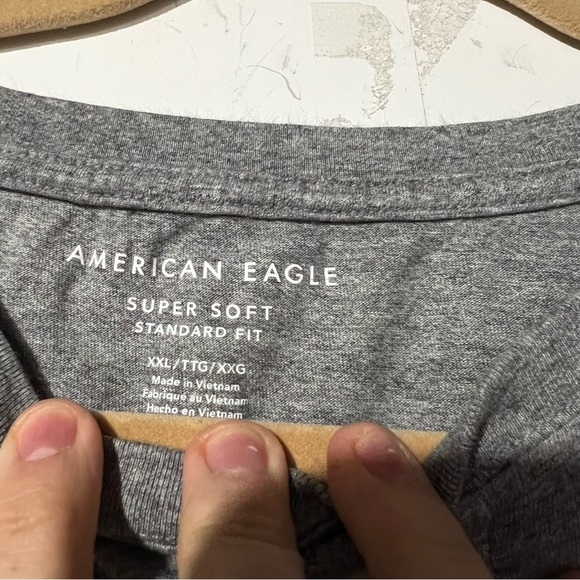 AMERICAN EAGLE
SUPER SOFT
STANDARD FIT
XXL/TTG/XXG
Made in Vietnam
Fabriqué au Vietnam
Hecho en Vietnam